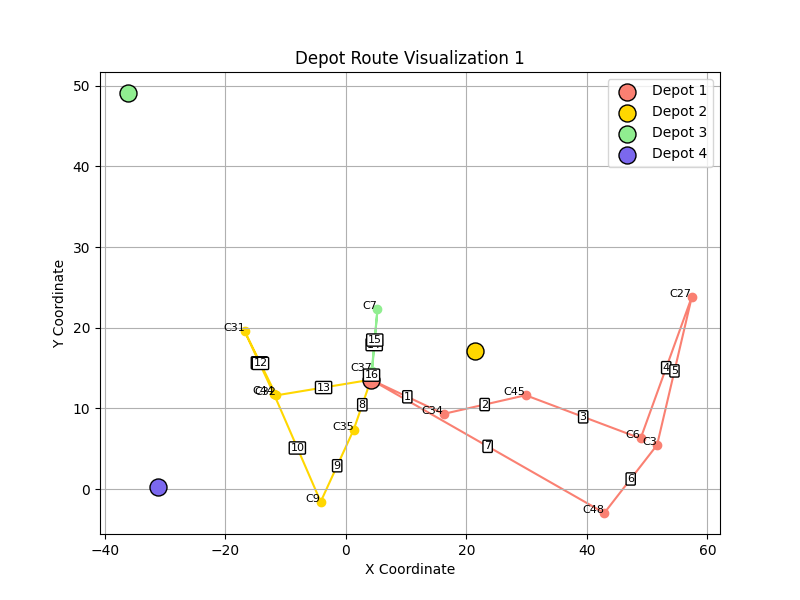 Depot Route Visualization 1
Depot 1
Depot 2
Depot 3
Depot 4
Y Coordinate
50
40
30
20
10
0
−40
−20
0
20
40
60
X Coordinate
C27
C7
C31
C37
C34
C45
C35
C6
C3
C9
C48
1
2
3
4
5
6
7
8
9
10
12
13
15
16